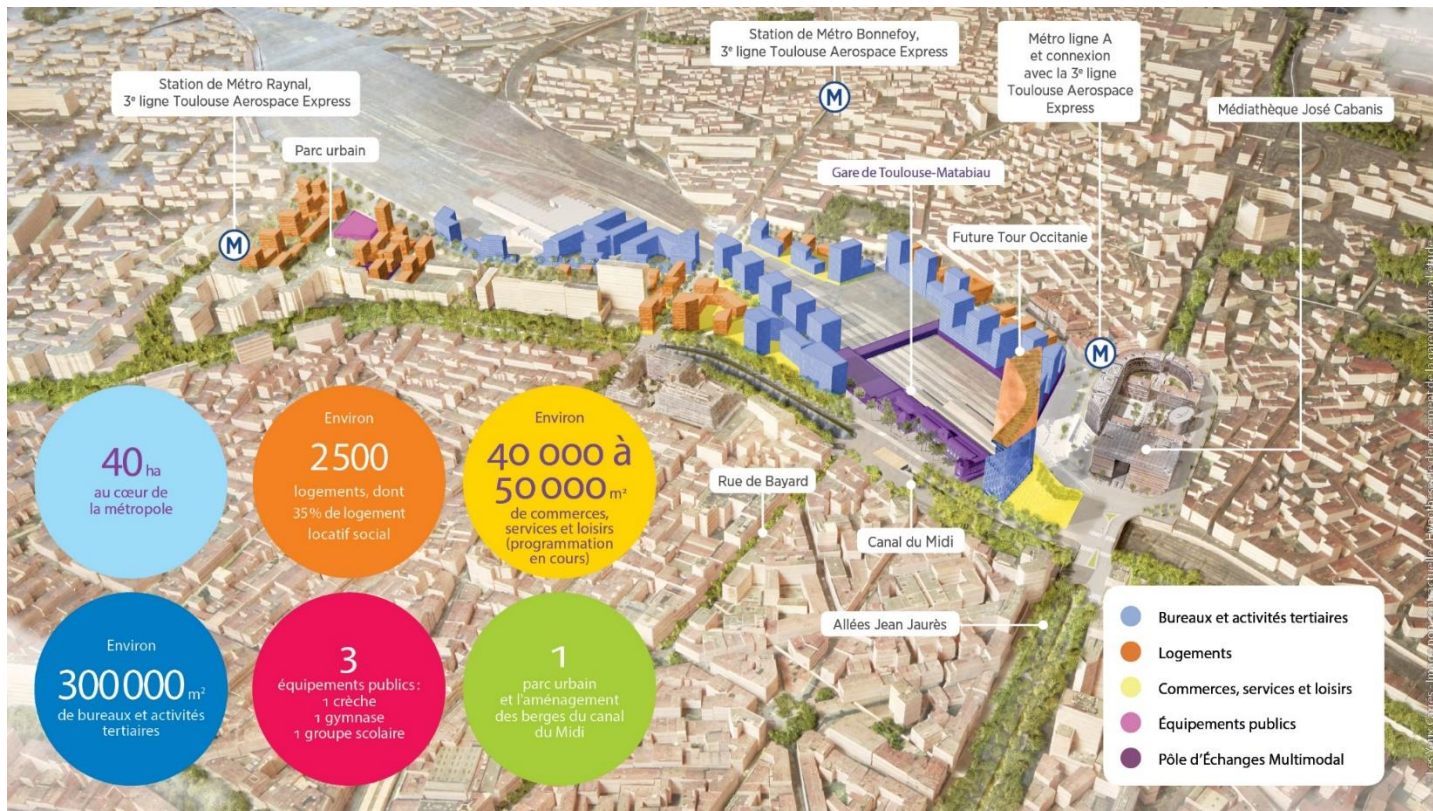 Station de Métro Raynal,
3e ligne Toulouse Aerospace Express
Station de Métro Bonnefoy,
3e ligne Toulouse Aerospace Express
Métro ligne A
et connexion
avec la 3e ligne
Toulouse Aerospace
Express
Médiathèque José Cabanis
Parc urbain
Gare de Toulouse-Matabiau
Future Tour Occitanie
M
M
M
Rue de Bayard
Canal du Midi
Allées Jean Jaurès
40 ha
au cœur de
la métropole
Environ
2500
logements, dont
35% de logement
locatif social
Environ
40 000 à
50 000 m²
de commerces,
services et loisirs
(programmation
en cours)
Environ
300 000 m²
de bureaux et activités
tertiaires
3
équipements publics :
1 crèche
1 gymnase
1 groupe scolaire
1
parc urbain
et l'aménagement
des berges du canal
du Midi
Bureaux et activités tertiaires
Logements
Commerces, services et loisirs
Équipements publics
Pôle d'Échanges Multimodal